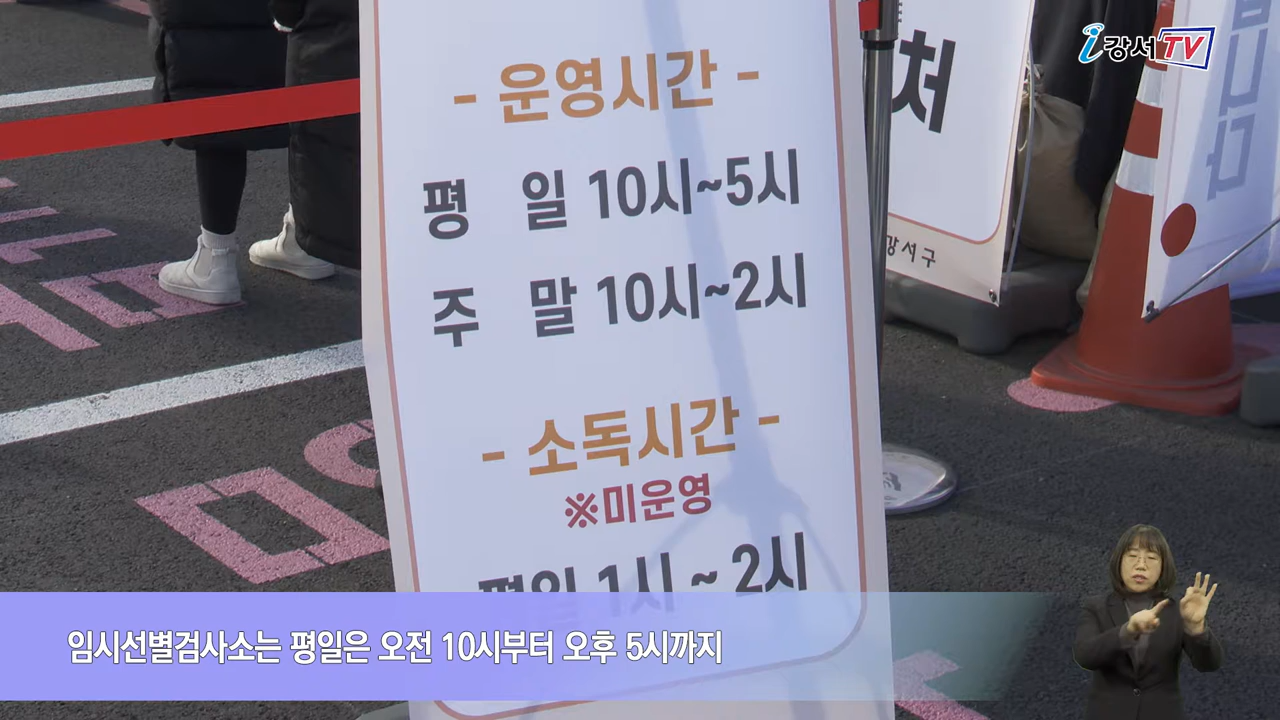 i강서TV
- 운영시간 -
평 일 10시~5시
주 말 10시~2시
- 소독시간 -
※미운영
평일 1시 ~ 2시
처
강서구
임시선별검사소는 평일은 오전 10시부터 오후 5시까지